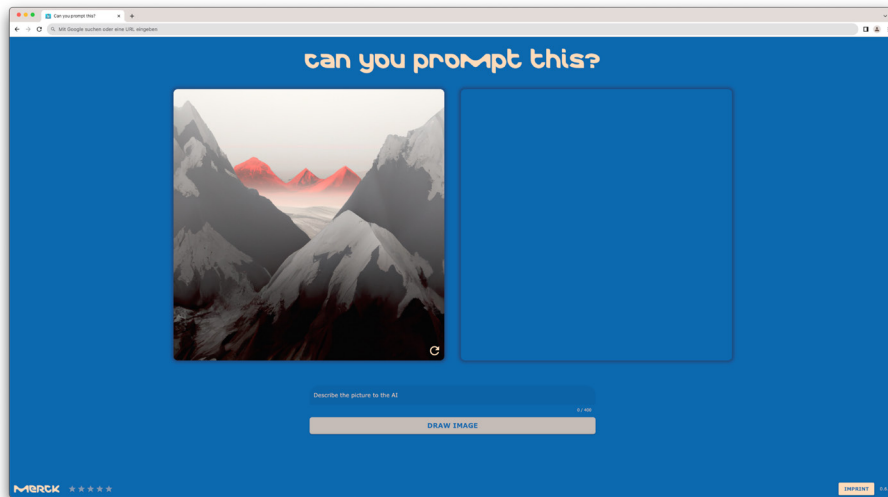 Can you prompt this?
Mit Google suchen oder eine URL eingeben
can you prompt this?
Describe the picture to the AI
0 / 400
DRAW IMAGE
MERCK
IMPRINT